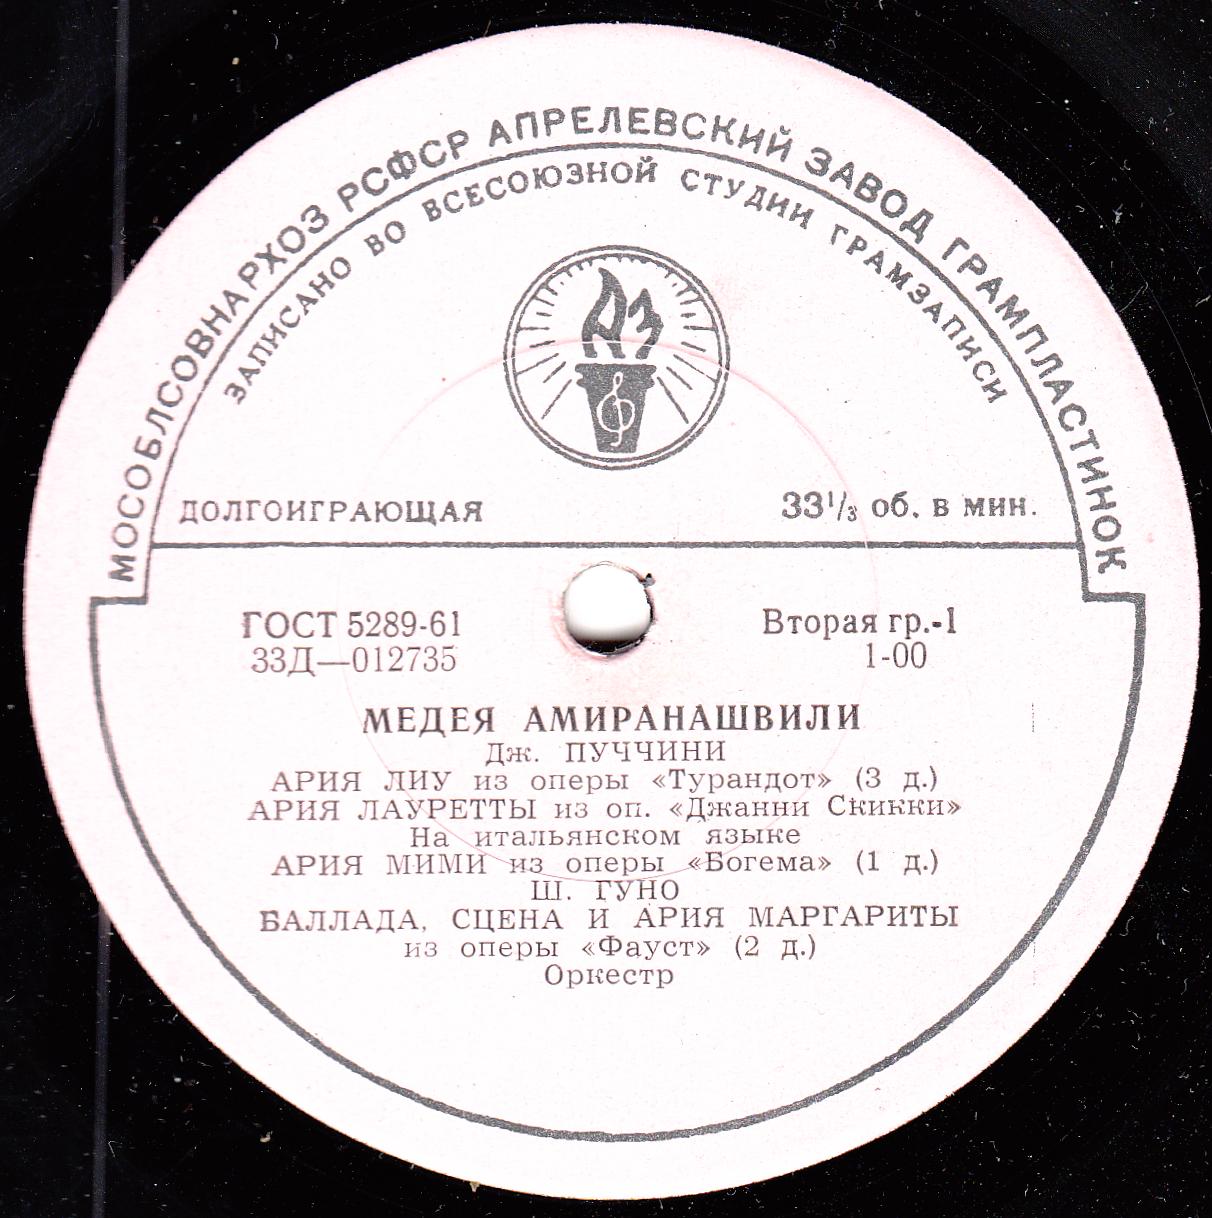 МОСОБЛСОВНАРХОЗ РСФСР АПРЕЛЕВСКИЙ ЗАВОД ГРАМПЛАСТИНОК
ЗАПИСАНО ВО ВСЕСОЮЗНОЙ СТУДИИ ГРАМЗАПИСИ
ДОЛГОИГРАЮЩАЯ 33⅓ об. в мин.
ГОСТ 5289-61 Вторая гр.-1
33Д—012735 1-00
МЕДЕЯ АМИРАНАШВИЛИ
Дж. ПУЧЧИНИ
АРИЯ ЛИУ из оперы «Турандот» (3 д.)
АРИЯ ЛАУРЕТТЫ из оп. «Джанни Скикки»
На итальянском языке
АРИЯ МИМИ из оперы «Богема» (1 д.)
Ш. ГУНО
БАЛЛАДА, СЦЕНА И АРИЯ МАРГАРИТЫ
из оперы «Фауст» (2 д.)
Оркестр